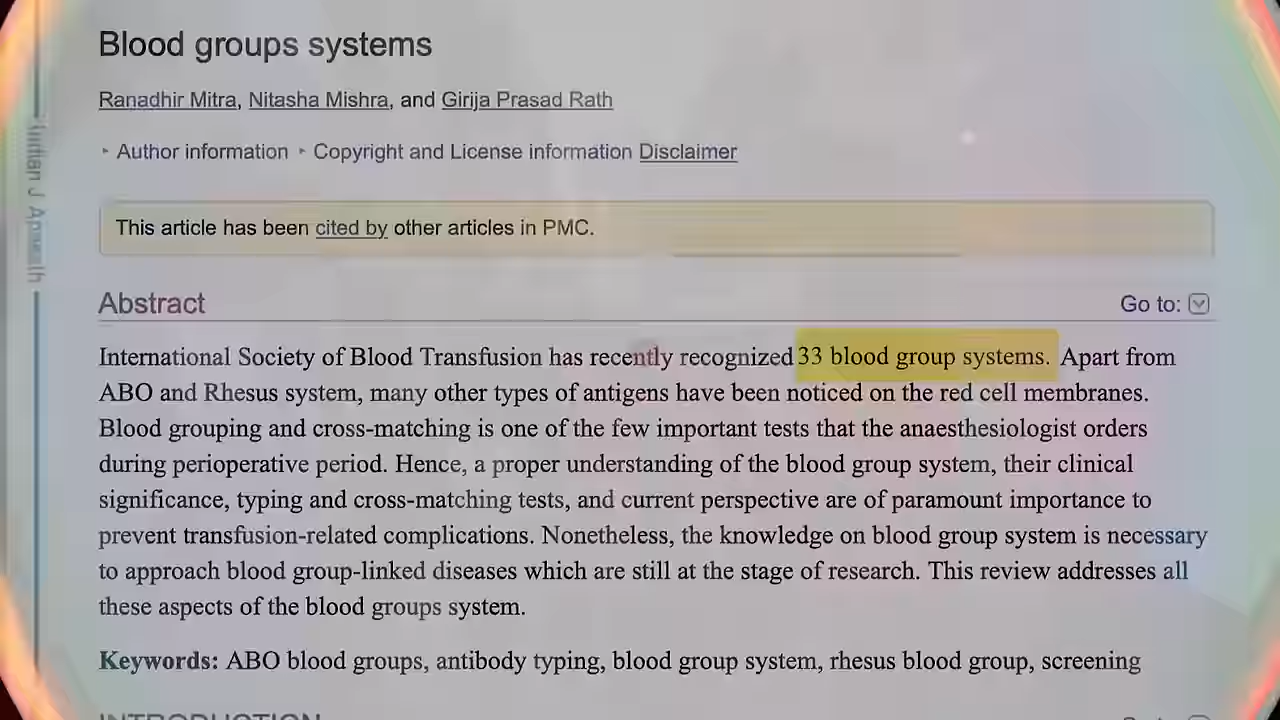 Blood groups systems
Ranadhir Mitra, Nitasha Mishra, and Girija Prasad Rath
‣ Author information ‣ Copyright and License information Disclaimer
This article has been cited by other articles in PMC.
Abstract
Go to:
International Society of Blood Transfusion has recently recognized 33 blood group systems. Apart from
ABO and Rhesus system, many other types of antigens have been noticed on the red cell membranes.
Blood grouping and cross-matching is one of the few important tests that the anaesthesiologist orders
during perioperative period. Hence, a proper understanding of the blood group system, their clinical
significance, typing and cross-matching tests, and current perspective are of paramount importance to
prevent transfusion-related complications. Nonetheless, the knowledge on blood group system is necessary
to approach blood group-linked diseases which are still at the stage of research. This review addresses all
these aspects of the blood groups system.
Keywords: ABO blood groups, antibody typing, blood group system, rhesus blood group, screening
INTRODUCTION